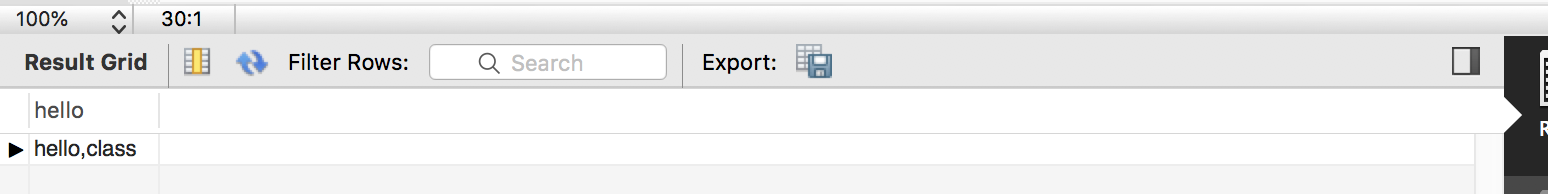 100% 30:1
Result Grid Filter Rows: Search Export:
hello
hello,class